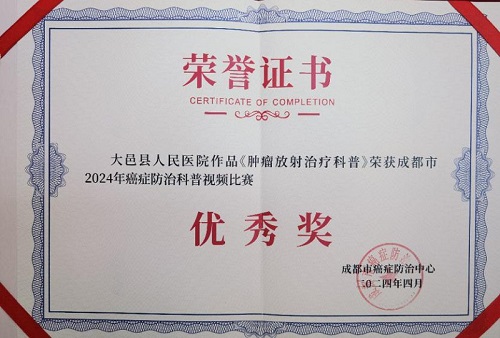 荣誉证书
CERTIFICATE OF COMPLETION
大邑县人民医院作品《肿瘤放射治疗科普》荣获成都市
2024年癌症防治科普视频比赛
优秀奖
成都市癌症防治中心
二〇二四年四月